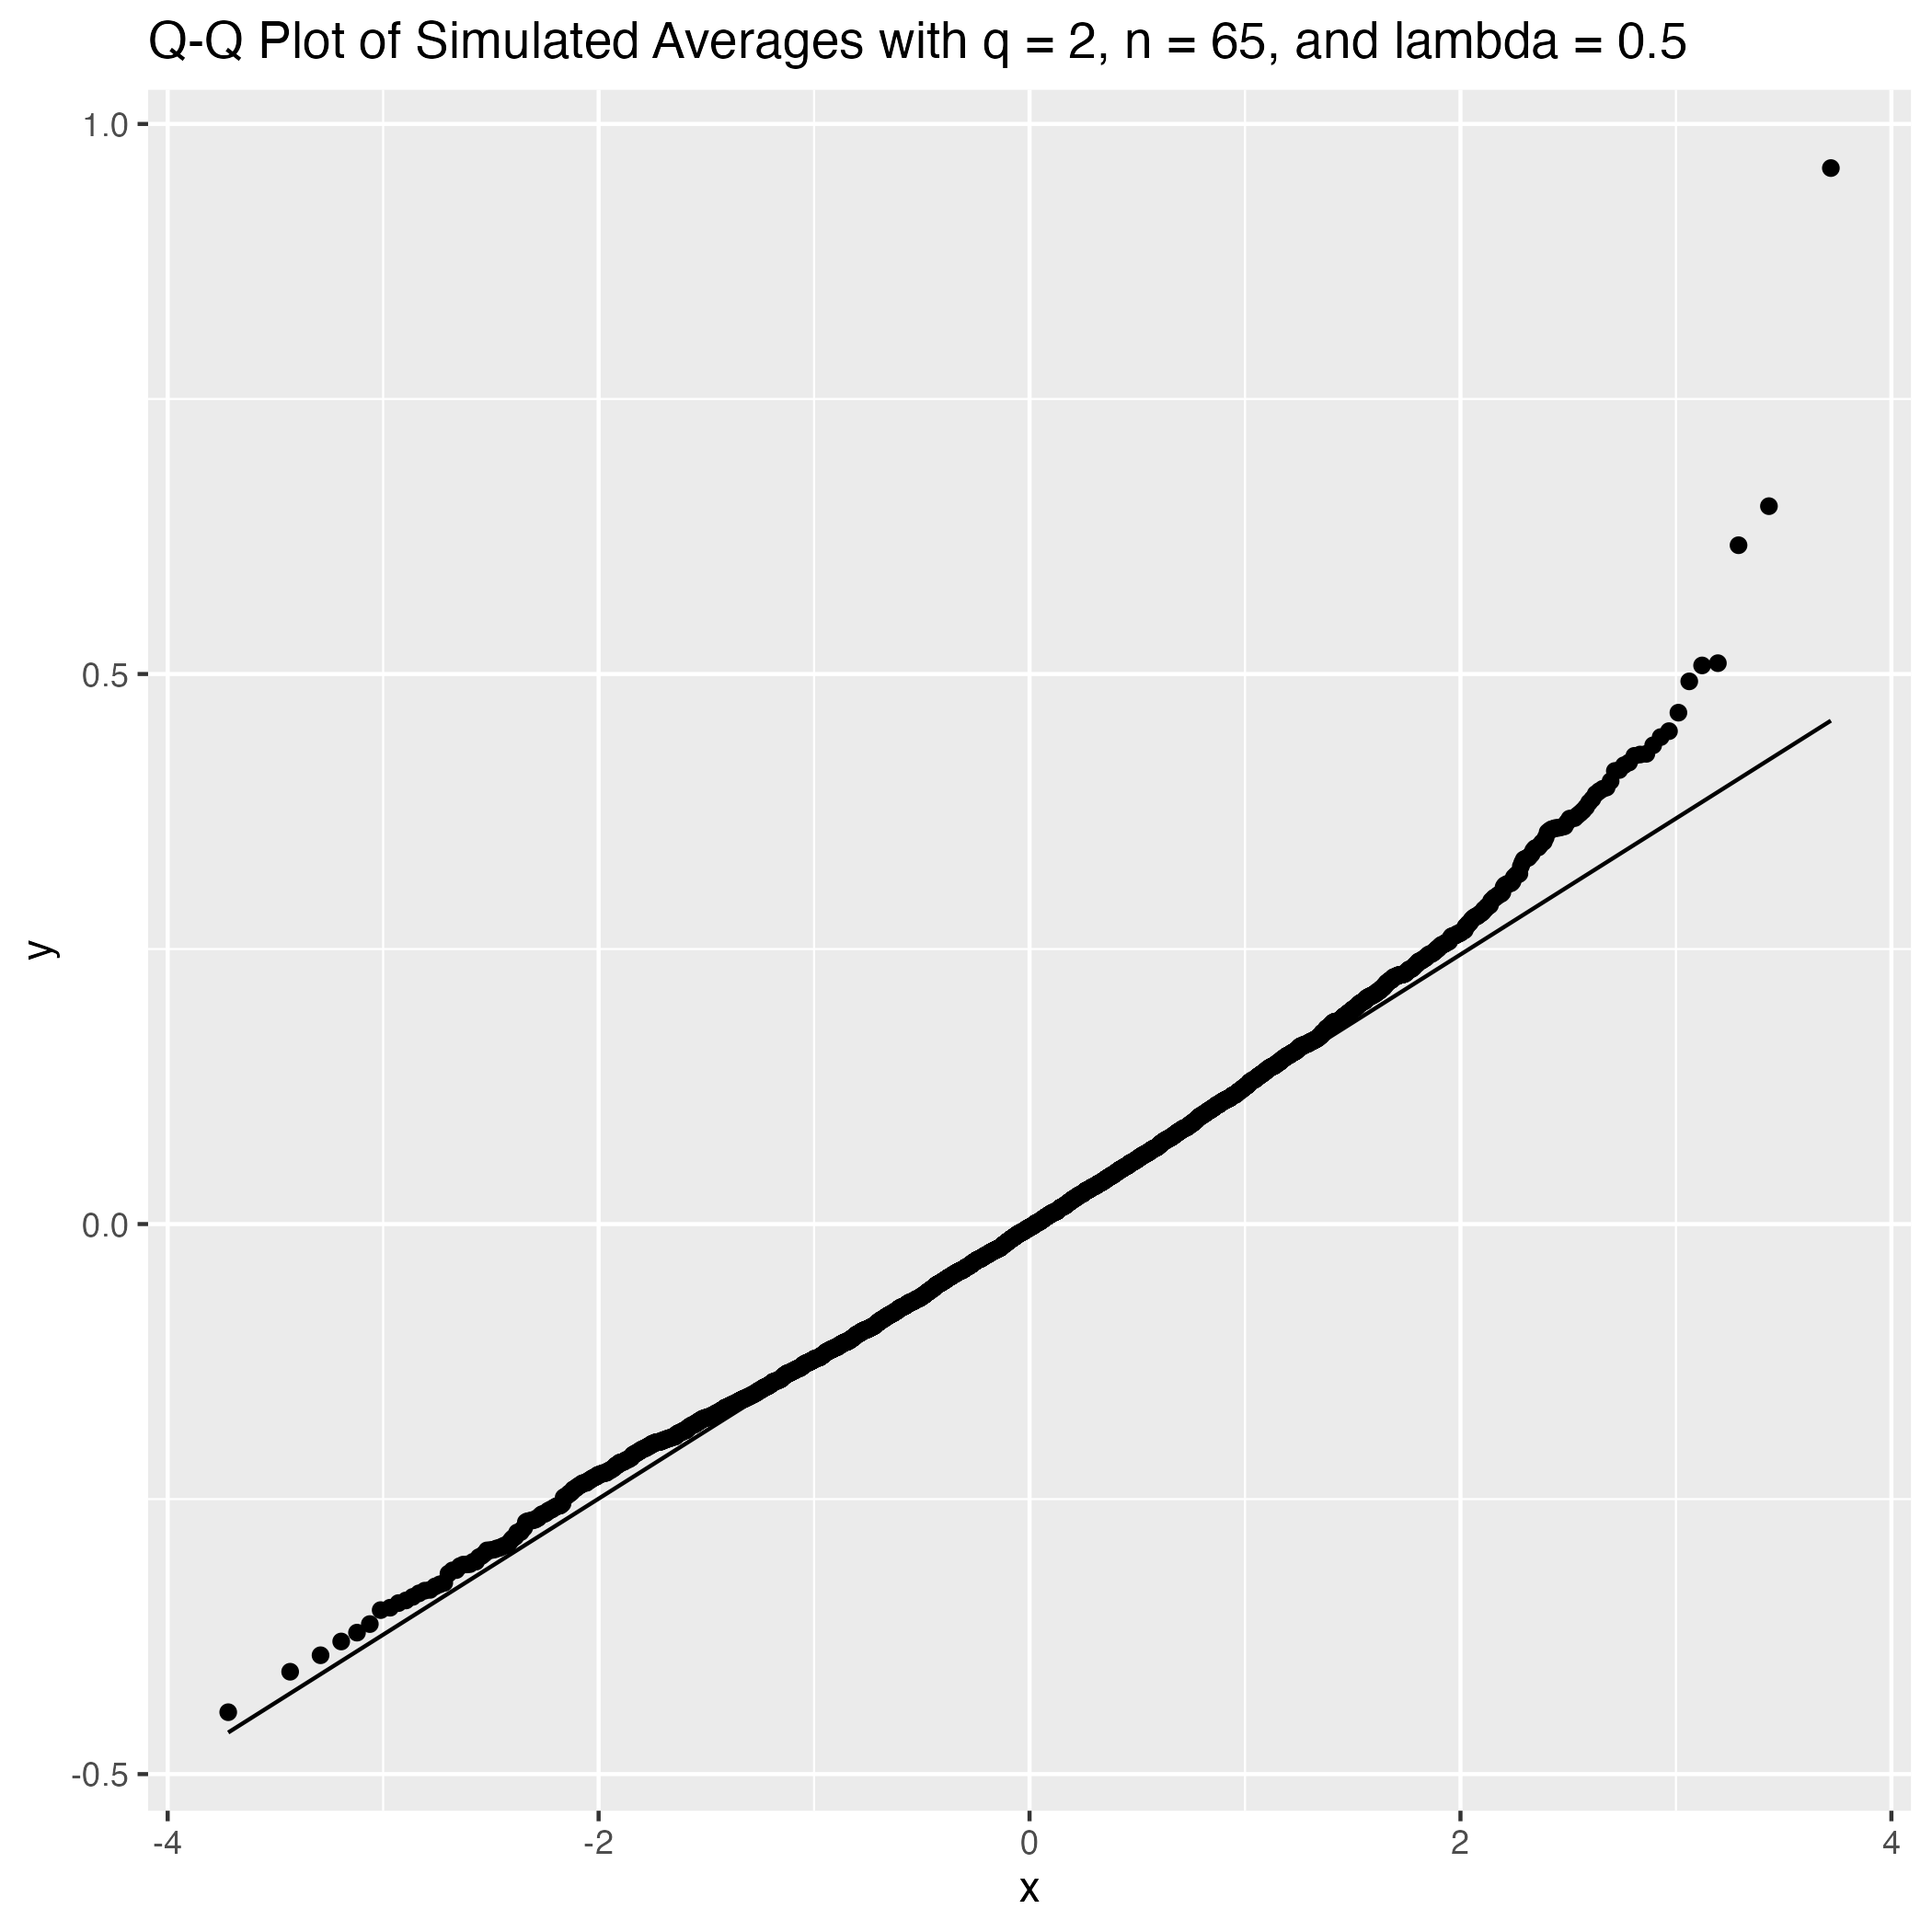 Q-Q Plot of Simulated Averages with q = 2, n = 65, and lambda = 0.5
1.0
0.5
0.0
-0.5
y
-4 -2 0 2 4
x